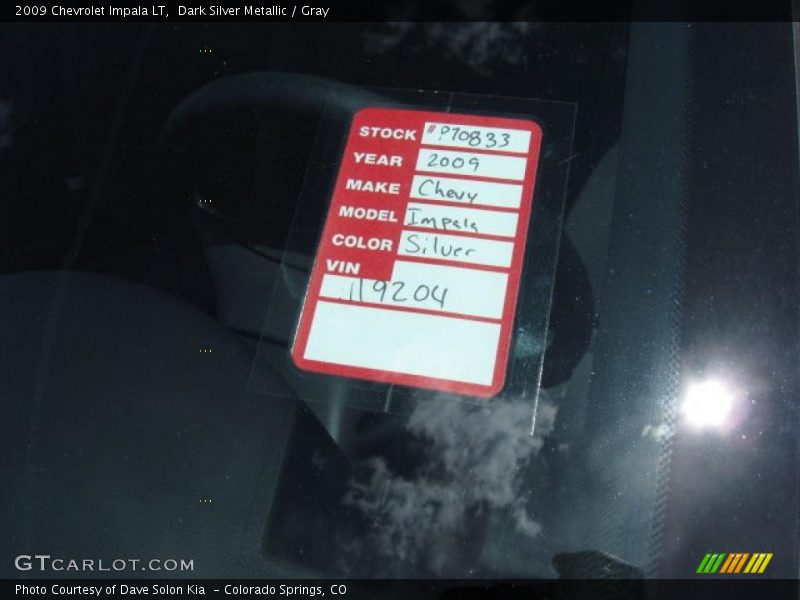 2009 Chevrolet Impala LT,  Dark Silver Metallic / Gray
STOCK #P70833
YEAR 2009
MAKE Chevy
MODEL Impala
COLOR Silver
VIN
119204
GTCARLOT.COM
Photo Courtesy of Dave Solon Kia  - Colorado Springs, CO